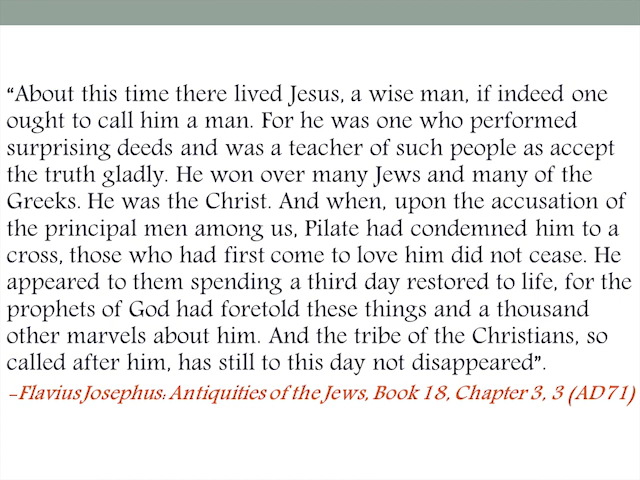 “About this time there lived Jesus, a wise man, if indeed one
ought to call him a man. For he was one who performed
surprising deeds and was a teacher of such people as accept
the truth gladly. He won over many Jews and many of the
Greeks. He was the Christ. And when, upon the accusation of
the principal men among us, Pilate had condemned him to a
cross, those who had first come to love him did not cease. He
appeared to them spending a third day restored to life, for the
prophets of God had foretold these things and a thousand
other marvels about him. And the tribe of the Christians, so
called after him, has still to this day not disappeared”.
-Flavius Josephus: Antiquities of the Jews, Book 18, Chapter 3, 3 (AD71)